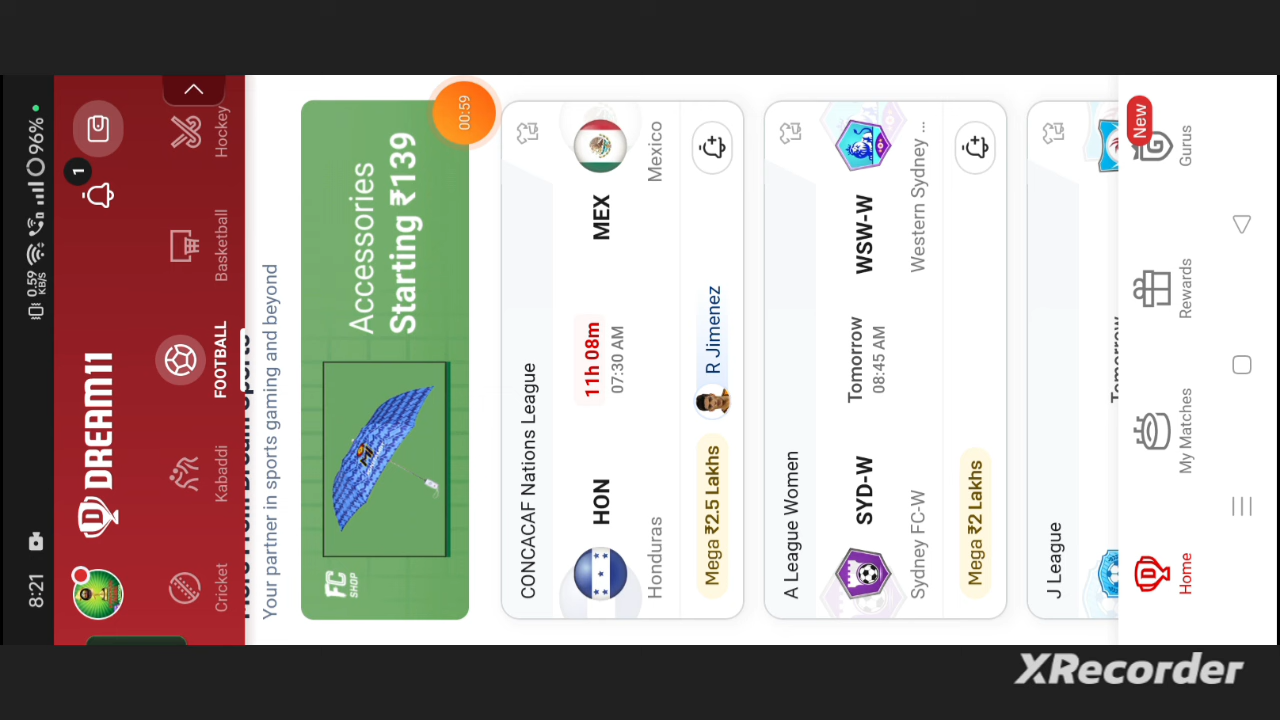 8:21
0.59
KB/S
96%
DREAM11
1
Cricket
Kabaddi
FOOTBALL
Basketball
Hockey
Your partner in sports gaming and beyond
FC
SHOP
Accessories
Starting ₹139
00:59
CONCACAF Nations League
HON
11h 08m
MEX
07:30 AM
Honduras
Mexico
Mega ₹2.5 Lakhs
R Jimenez
A League Women
SYD-W
Tomorrow
WSW-W
08:45 AM
Sydney FC-W
Western Sydney ...
Mega ₹2 Lakhs
J League
Tomorrow
New
Home
My Matches
Rewards
Gurus
XRecorder